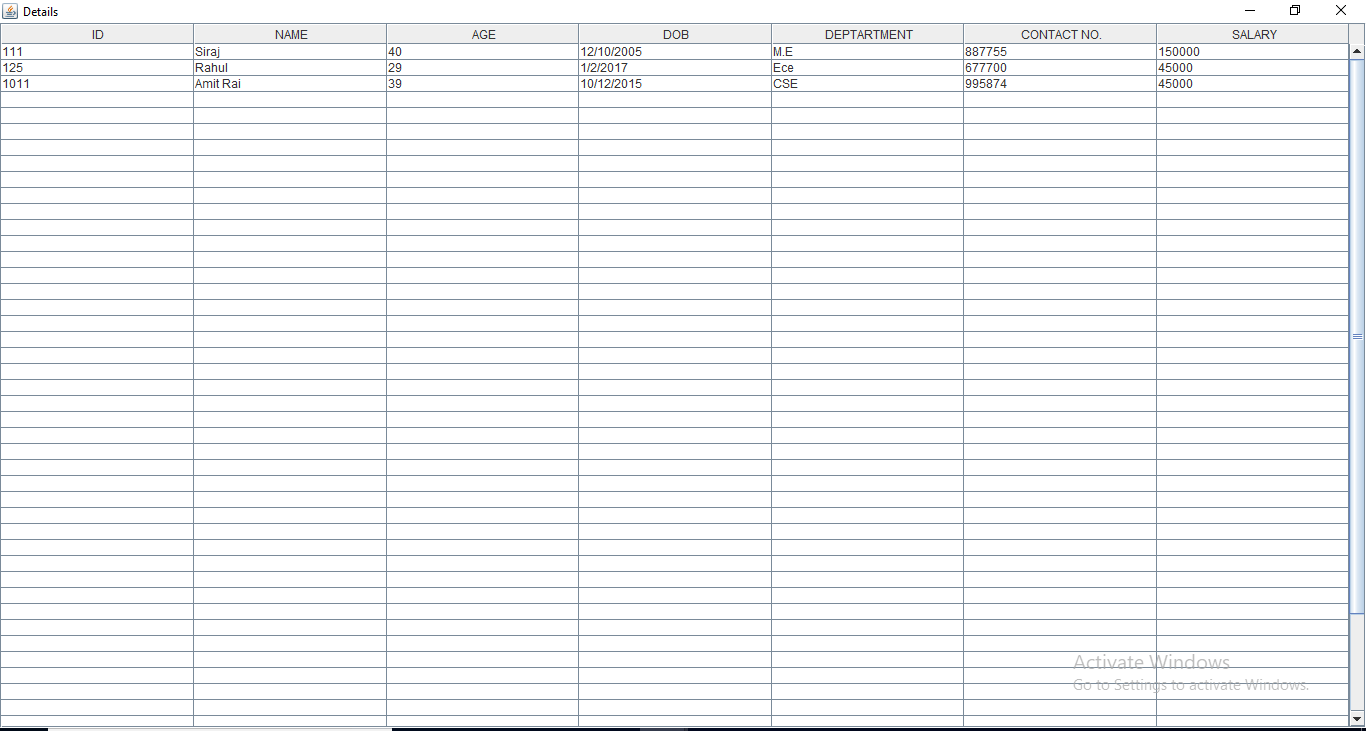 Details
ID NAME AGE DOB DEPTARTMENT CONTACT NO. SALARY
111 Siraj 40 12/10/2005 M.E 887755 150000
125 Rahul 29 1/2/2017 Ece 677700 45000
1011 Amit Rai 39 10/12/2015 CSE 995874 45000
Activate Windows
Go to Settings to activate Windows.